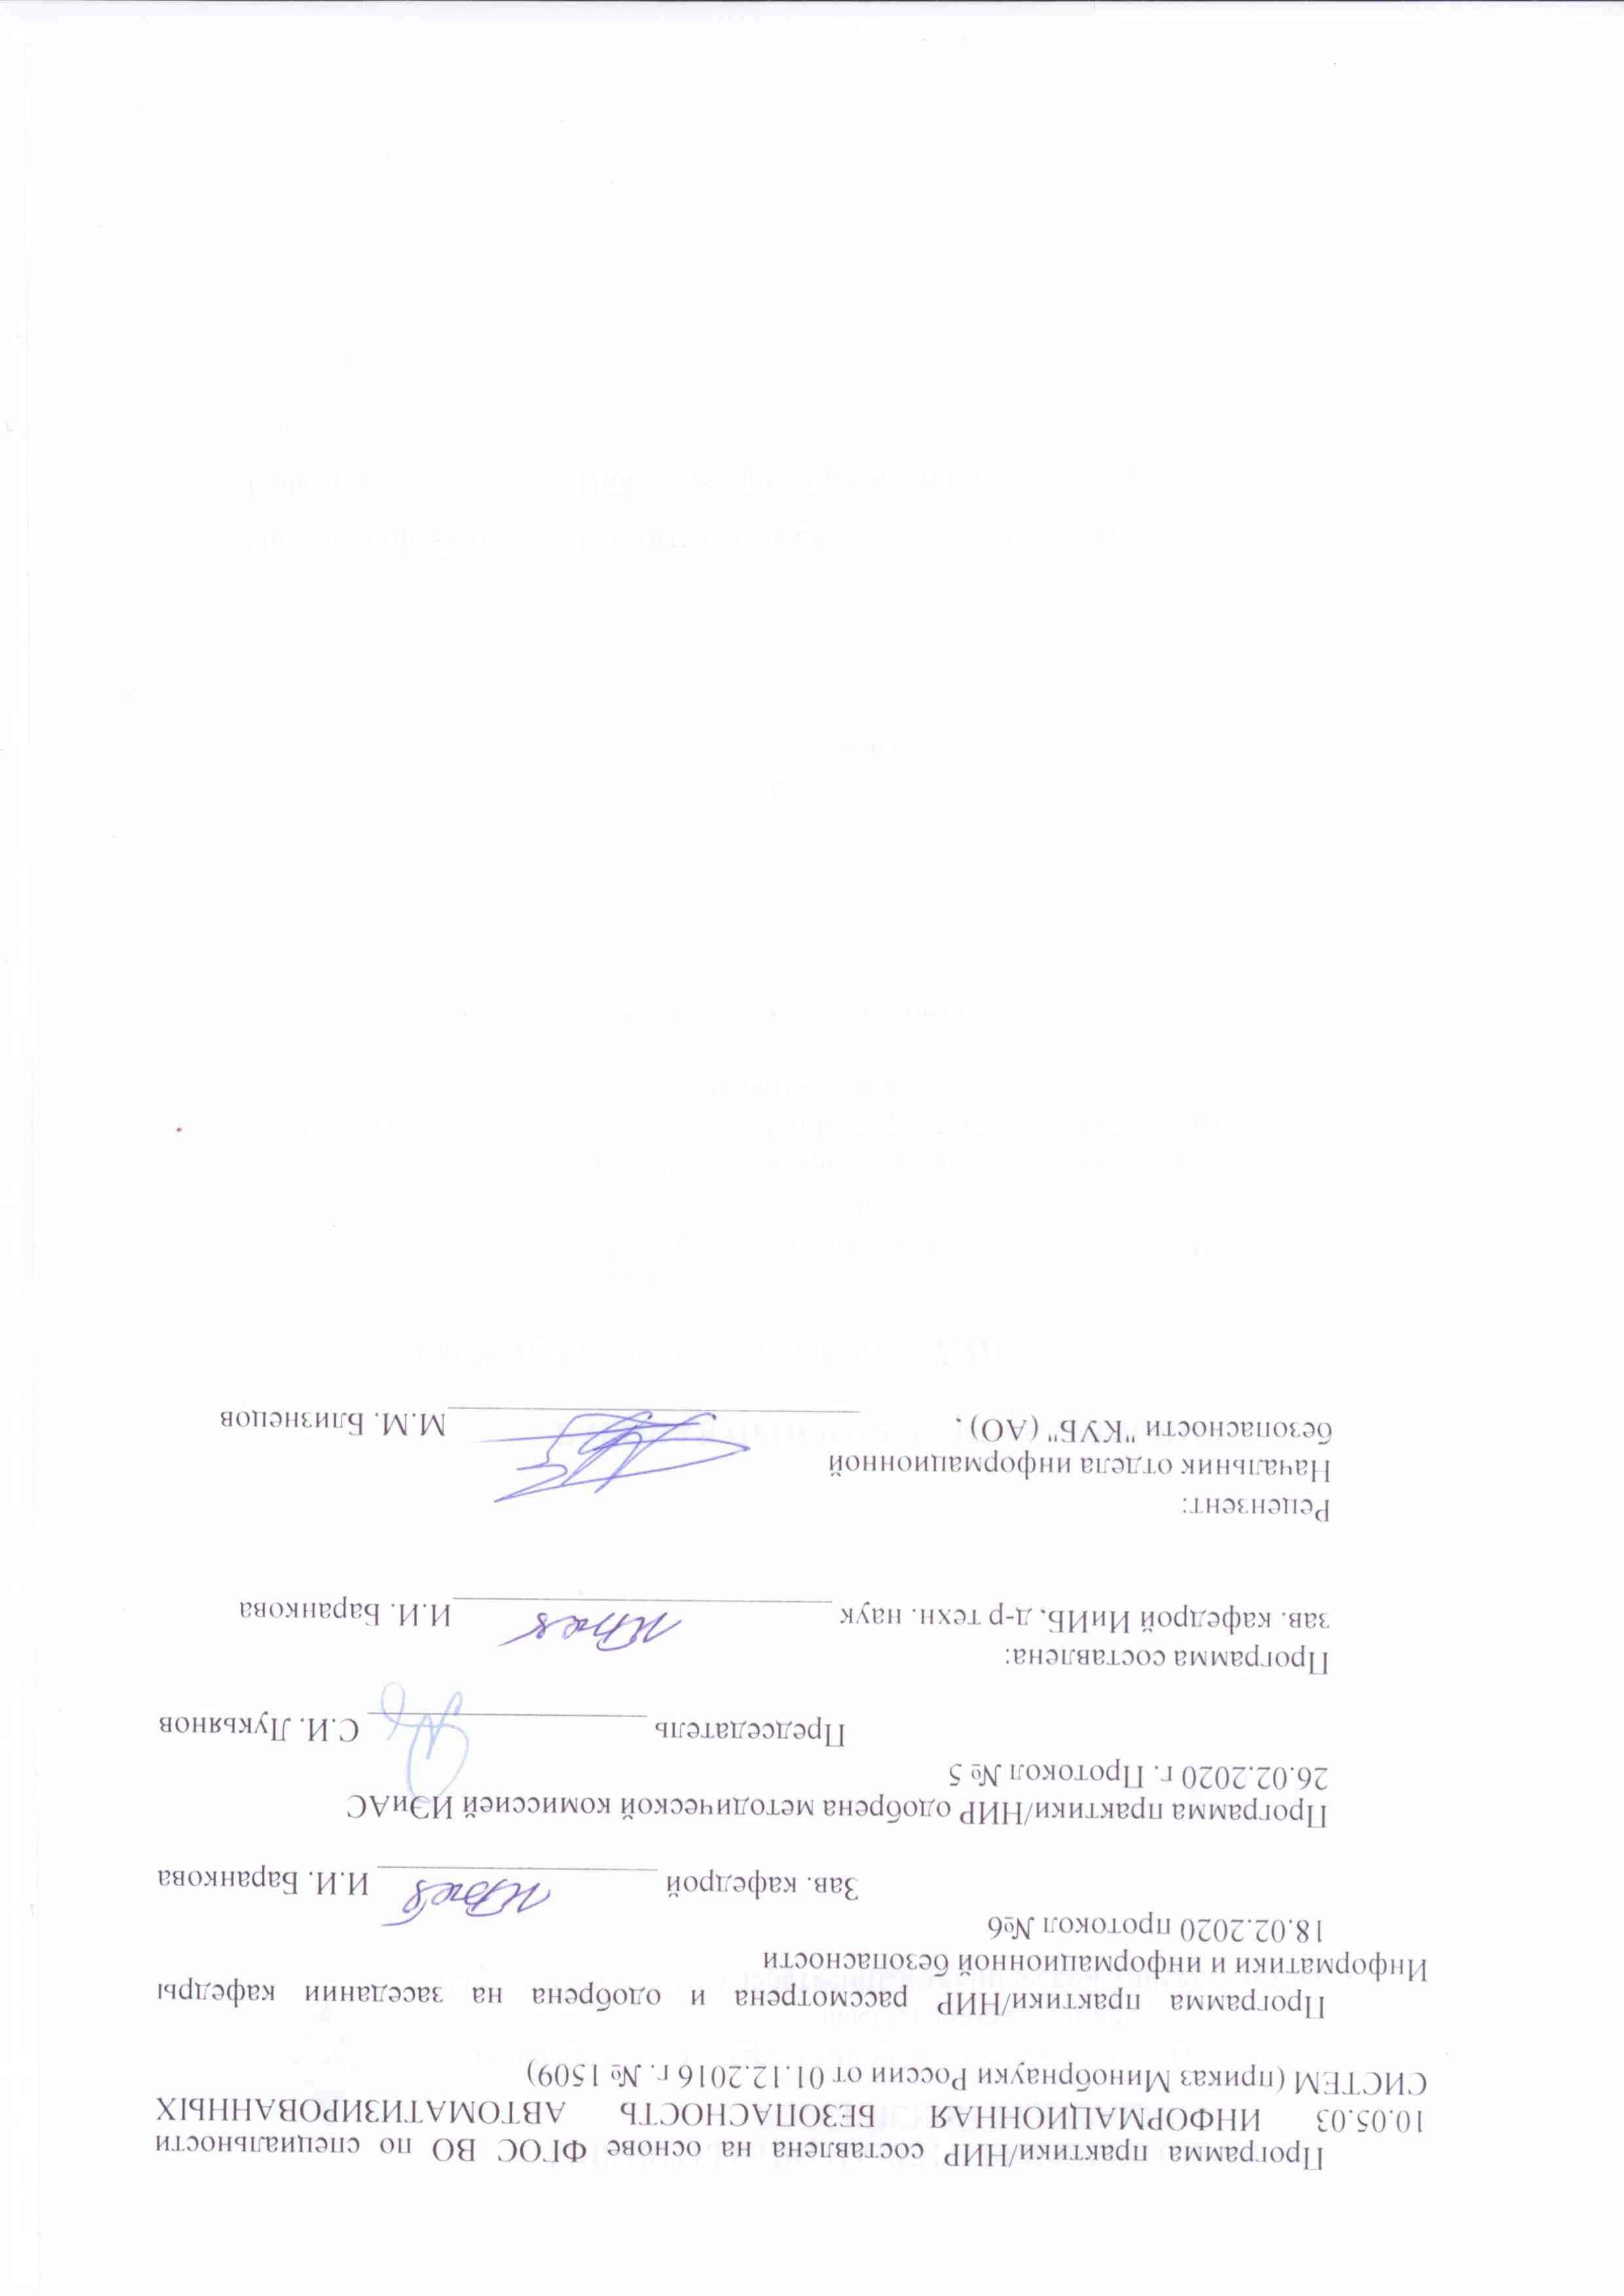 Программа практики/НИР составлена на основе ФГОС ВО по специальности
10.05.03 ИНФОРМАЦИОННАЯ БЕЗОПАСНОСТЬ АВТОМАТИЗИРОВАННЫХ
СИСТЕМ (приказ Минобрнауки России от 01.12.2016 г. № 1509)
Программа практики/НИР рассмотрена и одобрена на заседании кафедры
Информатики и информационной безопасности
18.02.2020 протокол №6
Зав. кафедрой И.И. Баранкова
Программа практики/НИР одобрена методической комиссией ИЭиАС
26.02.2020 г. Протокол № 5
Председатель С.И. Лукьянов
Программа составлена:
зав. кафедрой ИиИБ, д-р техн. наук И.И. Баранкова
Рецензент:
Начальник отдела информационной
безопасности "КУБ" (АО) , М.М. Близнецов